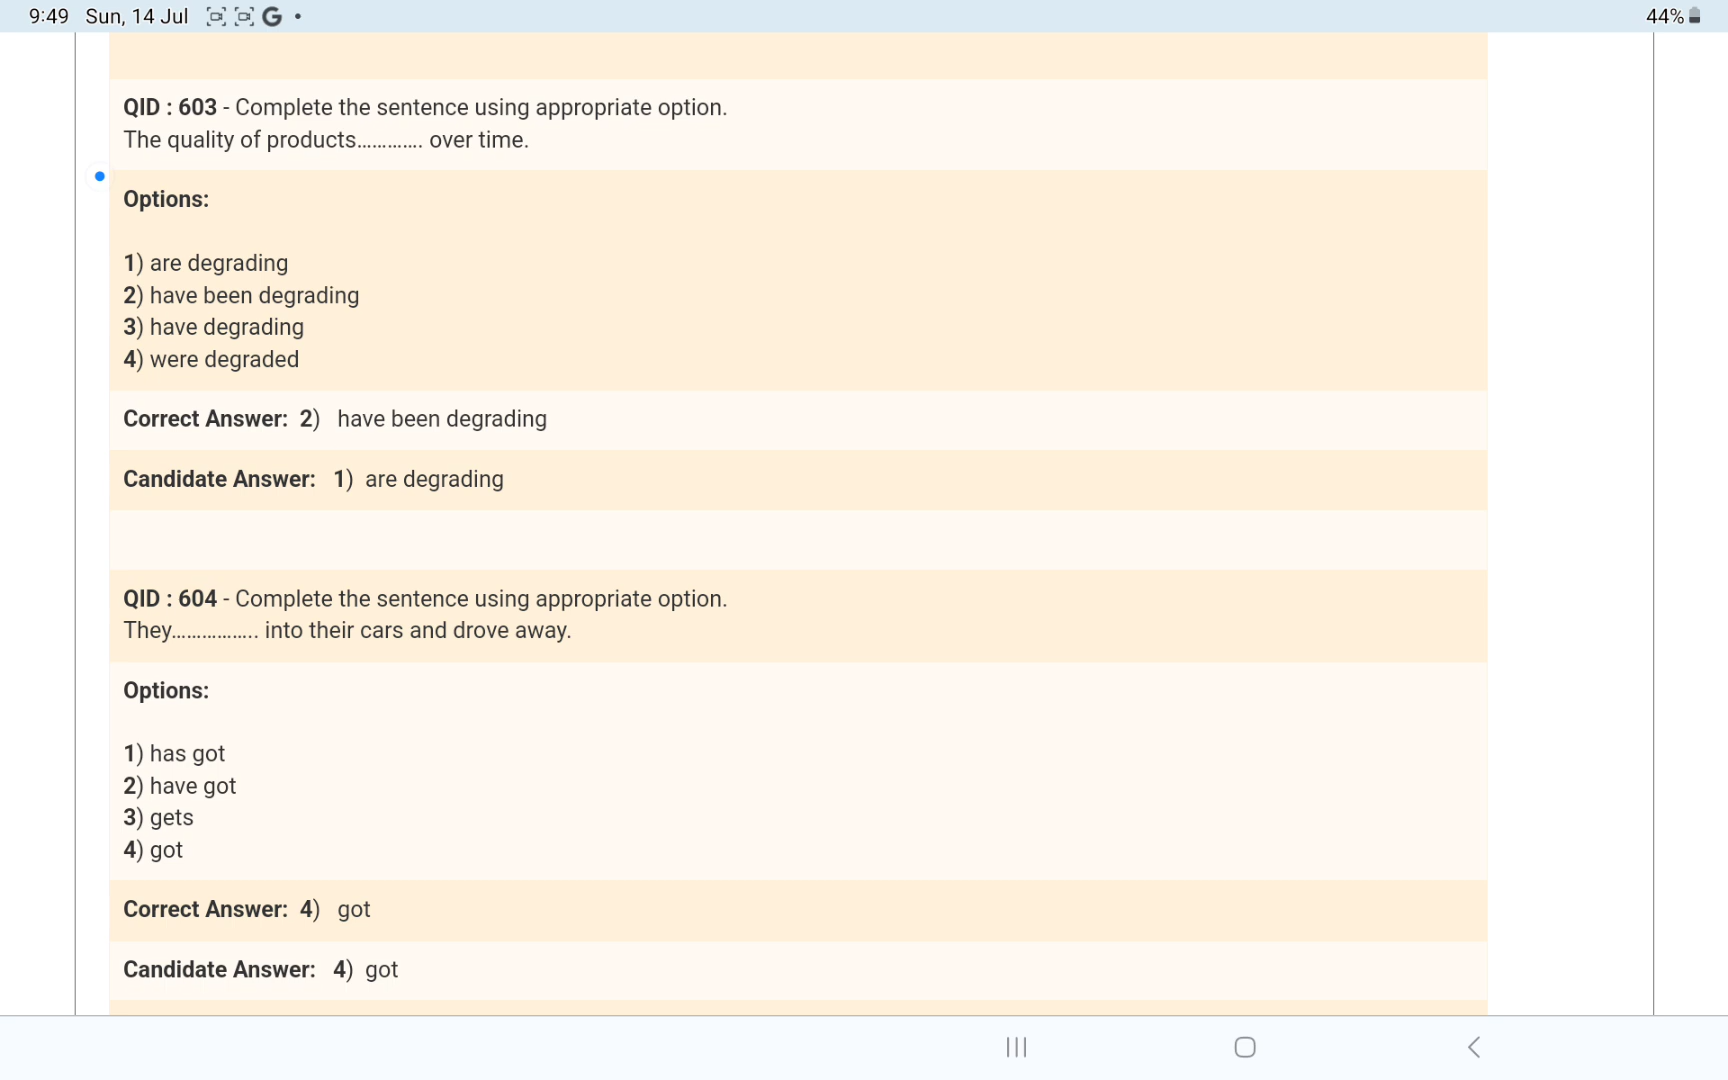 9:49 Sun, 14 Jul G •
44%
QID : 603 - Complete the sentence using appropriate option.
The quality of products............. over time.
Options:
1) are degrading
2) have been degrading
3) have degrading
4) were degraded
Correct Answer: 2) have been degrading
Candidate Answer: 1) are degrading
QID : 604 - Complete the sentence using appropriate option.
They................. into their cars and drove away.
Options:
1) has got
2) have got
3) gets
4) got
Correct Answer: 4) got
Candidate Answer: 4) got